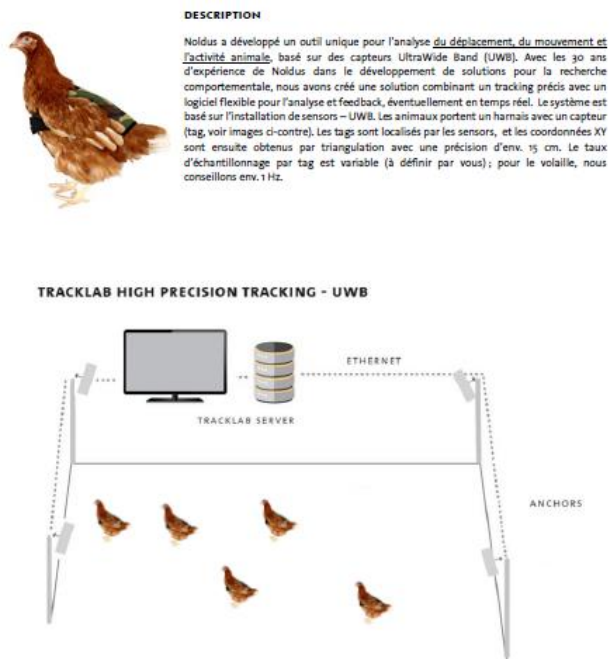 DESCRIPTION
Noldus a développé un outil unique pour l'analyse du déplacement, du mouvement et
l'activité animale, basé sur des capteurs UltraWide Band (UWB). Avec les 30 ans
d'expérience de Noldus dans le développement de solutions pour la recherche
comportementale, nous avons créé une solution combinant un tracking précis avec un
logiciel flexible pour l'analyse et feedback, éventuellement en temps réel. Le système est
basé sur l'installation de sensors – UWB. Les animaux portent un harnais avec un capteur
(tag, voir images ci-contre). Les tags sont localisés par les sensors, et les coordonnées XY
sont ensuite obtenus par triangulation avec une précision d'env. 15 cm. Le taux
d'échantillonnage par tag est variable (à définir par vous) ; pour le volaille, nous
conseillons env. 1 Hz.
TRACKLAB HIGH PRECISION TRACKING - UWB
ETHERNET
TRACKLAB SERVER
ANCHORS